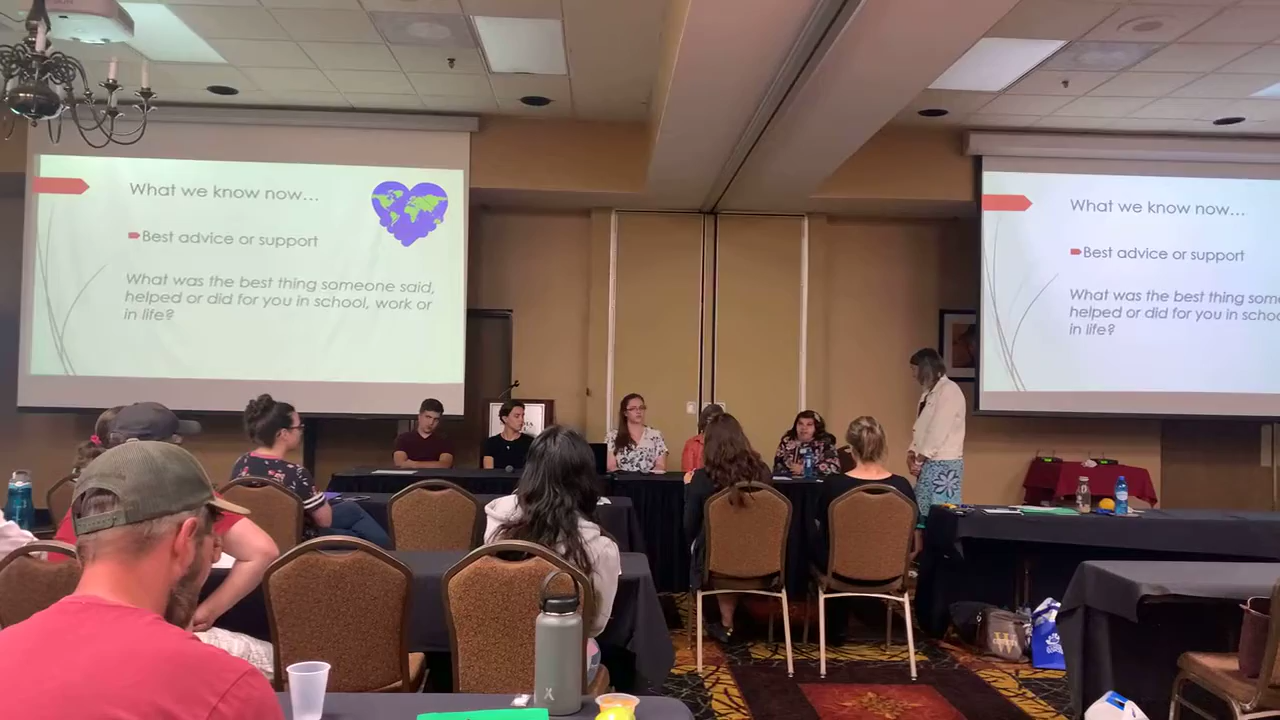 What we know now...
Best advice or support
What was the best thing someone said,
helped or did for you in school, work or
in life?
What we know now...
Best advice or support
What was the best thing som
helped or did for you in schoo
in life?
W